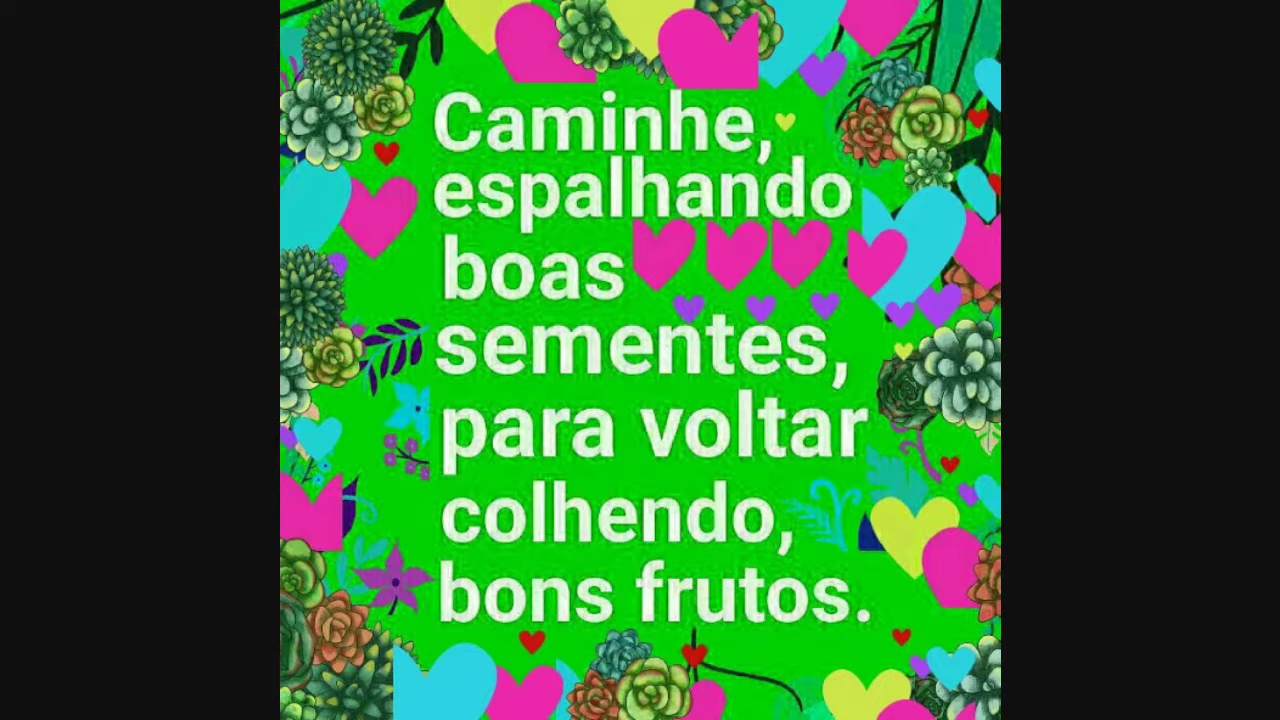 Caminhe,
espalhando
boas
sementes,
para voltar
colhendo,
bons frutos.